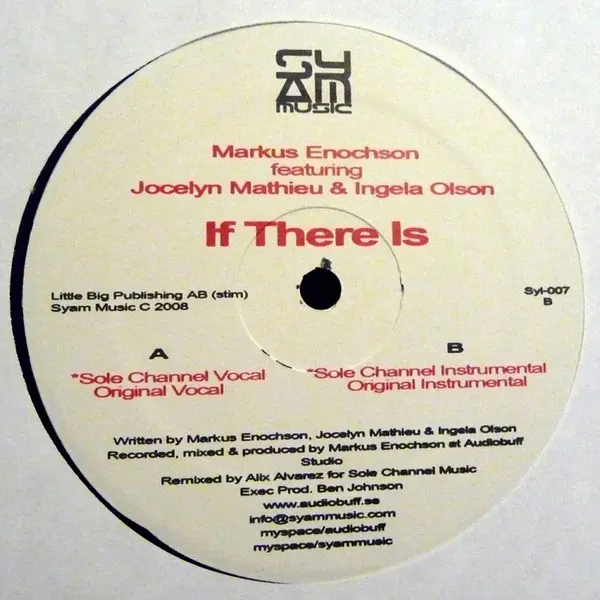 SYAM
MUSIC
Markus Enochson
featuring
Jocelyn Mathieu & Ingela Olson
If There Is
Little Big Publishing AB (stim)
Syam Music C 2008
Syl-007
B
A
*Sole Channel Vocal
Original Vocal
B
*Sole Channel Instrumental
Original Instrumental
Written by Markus Enochson, Jocelyn Mathieu & Ingela Olson
Recorded, mixed & produced by Markus Enochson at Audiobuff
Studio
Remixed by Alix Alvarez for Sole Channel Music
Exec Prod. Ben Johnson
www.audiobuff.se
info@syammusic.com
myspace/audiobuff
myspace/syammusic